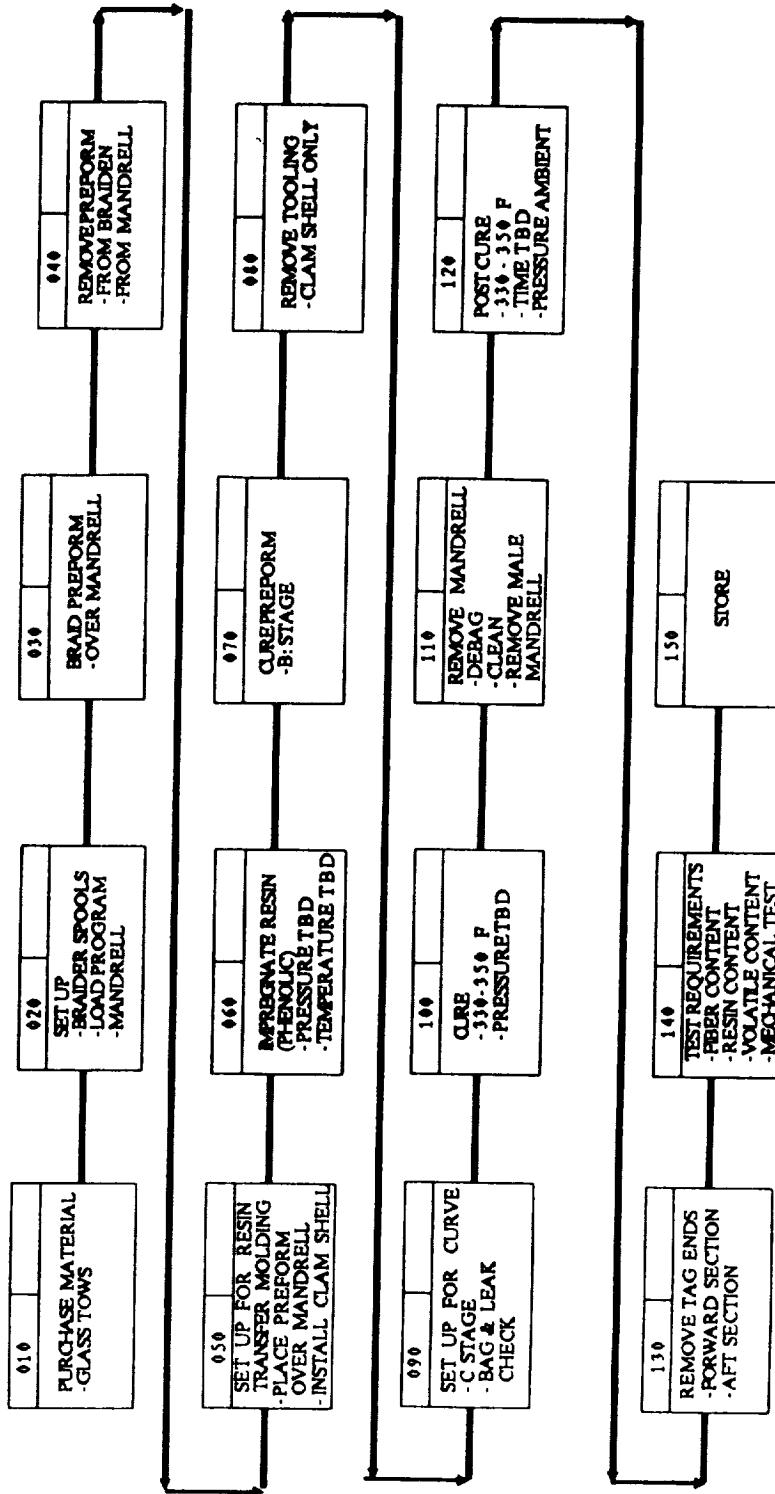 010
PURCHASE MATERIAL
-GLASS TOWS
020
SET UP
-BRAIDER SPOOLS
-LOAD PROGRAM
-MANDRELL
030
BRAID PREFORM
-OVER MANDRELL
040
REMOVE PREFORM
-FROM BRAIDEN
-FROM MANDRELL
050
SET UP FOR RESIN
TRANSFER MOLDING
-PLACE PREFORM
OVER MANDRELL
-INSTALL CLAM SHELL
060
IMPREGNATE RESIN
(PHENOLIC)
-PRESSURE TBD
-TEMPERATURE TBD
070
CURE PREFORM
-B: STAGE
080
REMOVE TOOLING
-CLAM SHELL ONLY
090
SET UP FOR CURVE
-C STAGE
-BAG & LEAK
CHECK
100
CURE
-330-350 F
-PRESSURE TBD
110
REMOVE MANDRELL
-DEBAG
-CLEAN
-REMOVE MALE
MANDRELL
120
POST CURE
-330-350 F
-TIME TBD
-PRESSURE AMBIENT
130
REMOVE TAG ENDS
-FORWARD SECTION
-AFT SECTION
140
TEST REQUIREMENTS
-FIBER CONTENT
-RESIN CONTENT
-VOLATILE CONTENT
-MECHANICAL TEST
150
STORE